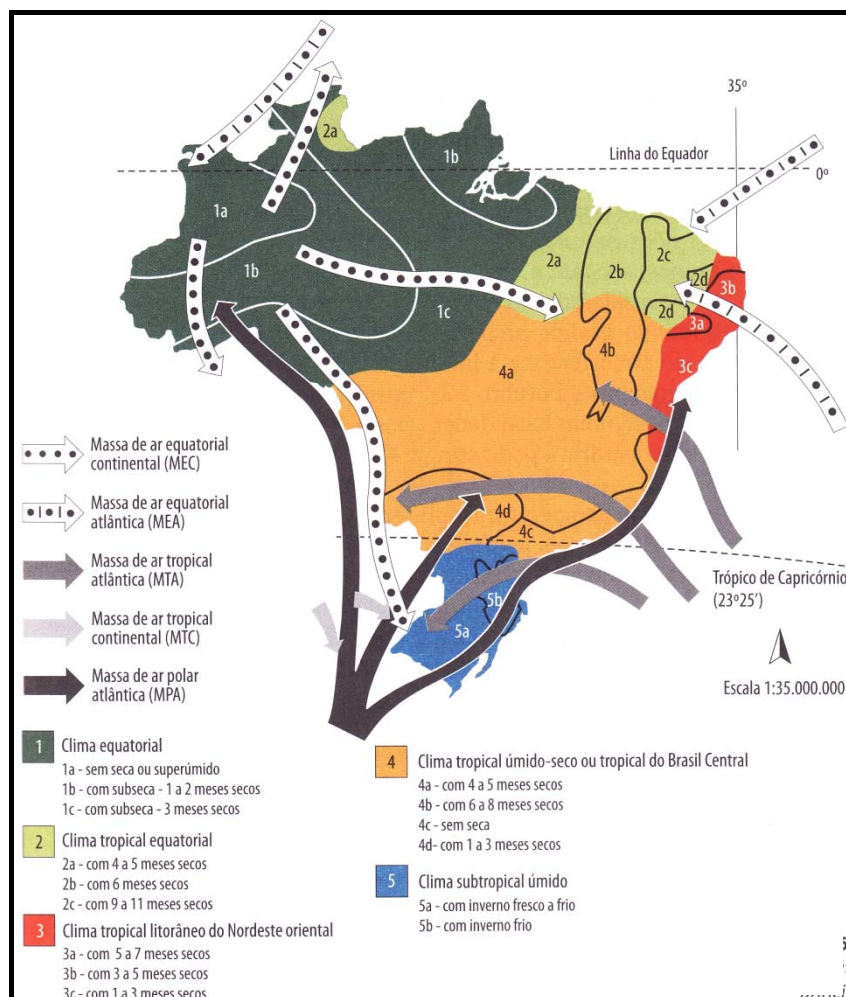 35º
Linha do Equador
0º
2a
1b
1a
1b
1c
2a
2b
2c
2d
2d
3b
3a
3c
4a
4b
4d
4c
5b
5a
Trópico de Capricórnio
(23º25’)
Escala 1:35.000.000
Massa de ar equatorial
continental (MEC)
Massa de ar equatorial
atlântica (MEA)
Massa de ar tropical
atlântica (MTA)
Massa de ar tropical
continental (MTC)
Massa de ar polar
atlântica (MPA)
1 Clima equatorial
1a - sem seca ou superúmido
1b - com subseca - 1 a 2 meses secos
1c - com subseca - 3 meses secos
2 Clima tropical equatorial
2a - com 4 a 5 meses secos
2b - com 6 meses secos
2c - com 9 a 11 meses secos
3 Clima tropical litorâneo do Nordeste oriental
3a - com 5 a 7 meses secos
3b - com 3 a 5 meses secos
3c - com 1 a 3 meses secos
4 Clima tropical úmido-seco ou tropical do Brasil Central
4a - com 4 a 5 meses secos
4b - com 6 a 8 meses secos
4c - sem seca
4d- com 1 a 3 meses secos
5 Clima subtropical úmido
5a - com inverno fresco a frio
5b - com inverno frio